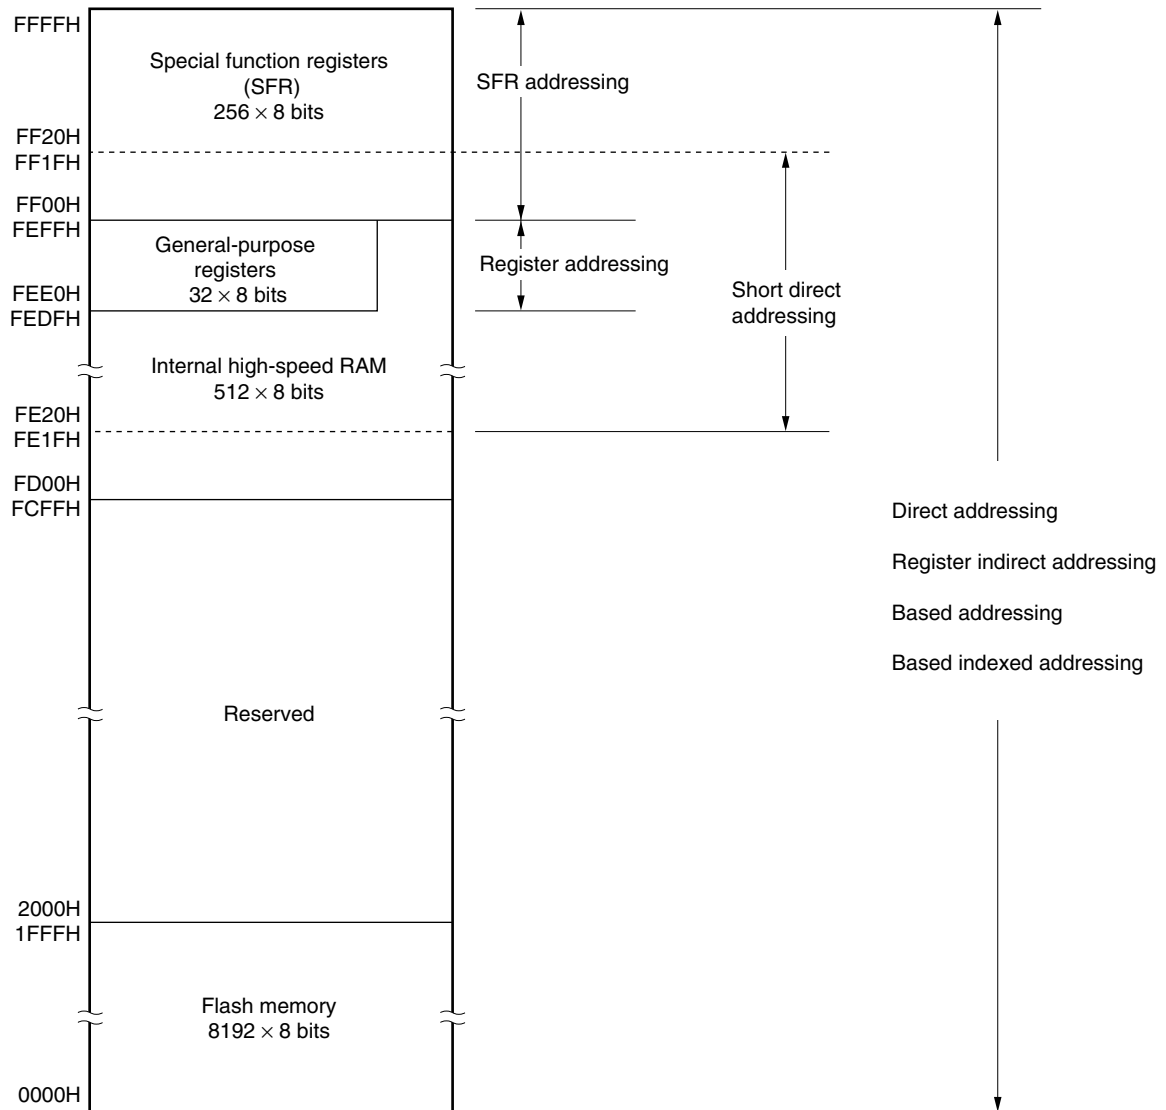 FFFFH
Special function registers
(SFR)
256 × 8 bits
SFR addressing
FF20H
FF1FH
FF00H
FEFFH
General-purpose
registers
32 × 8 bits
Register addressing
FEE0H
FEDFH
Short direct
addressing
Internal high-speed RAM
512 × 8 bits
FE20H
FE1FH
FD00H
FCFFH
Direct addressing
Register indirect addressing
Based addressing
Based indexed addressing
Reserved
2000H
1FFFH
Flash memory
8192 × 8 bits
0000H